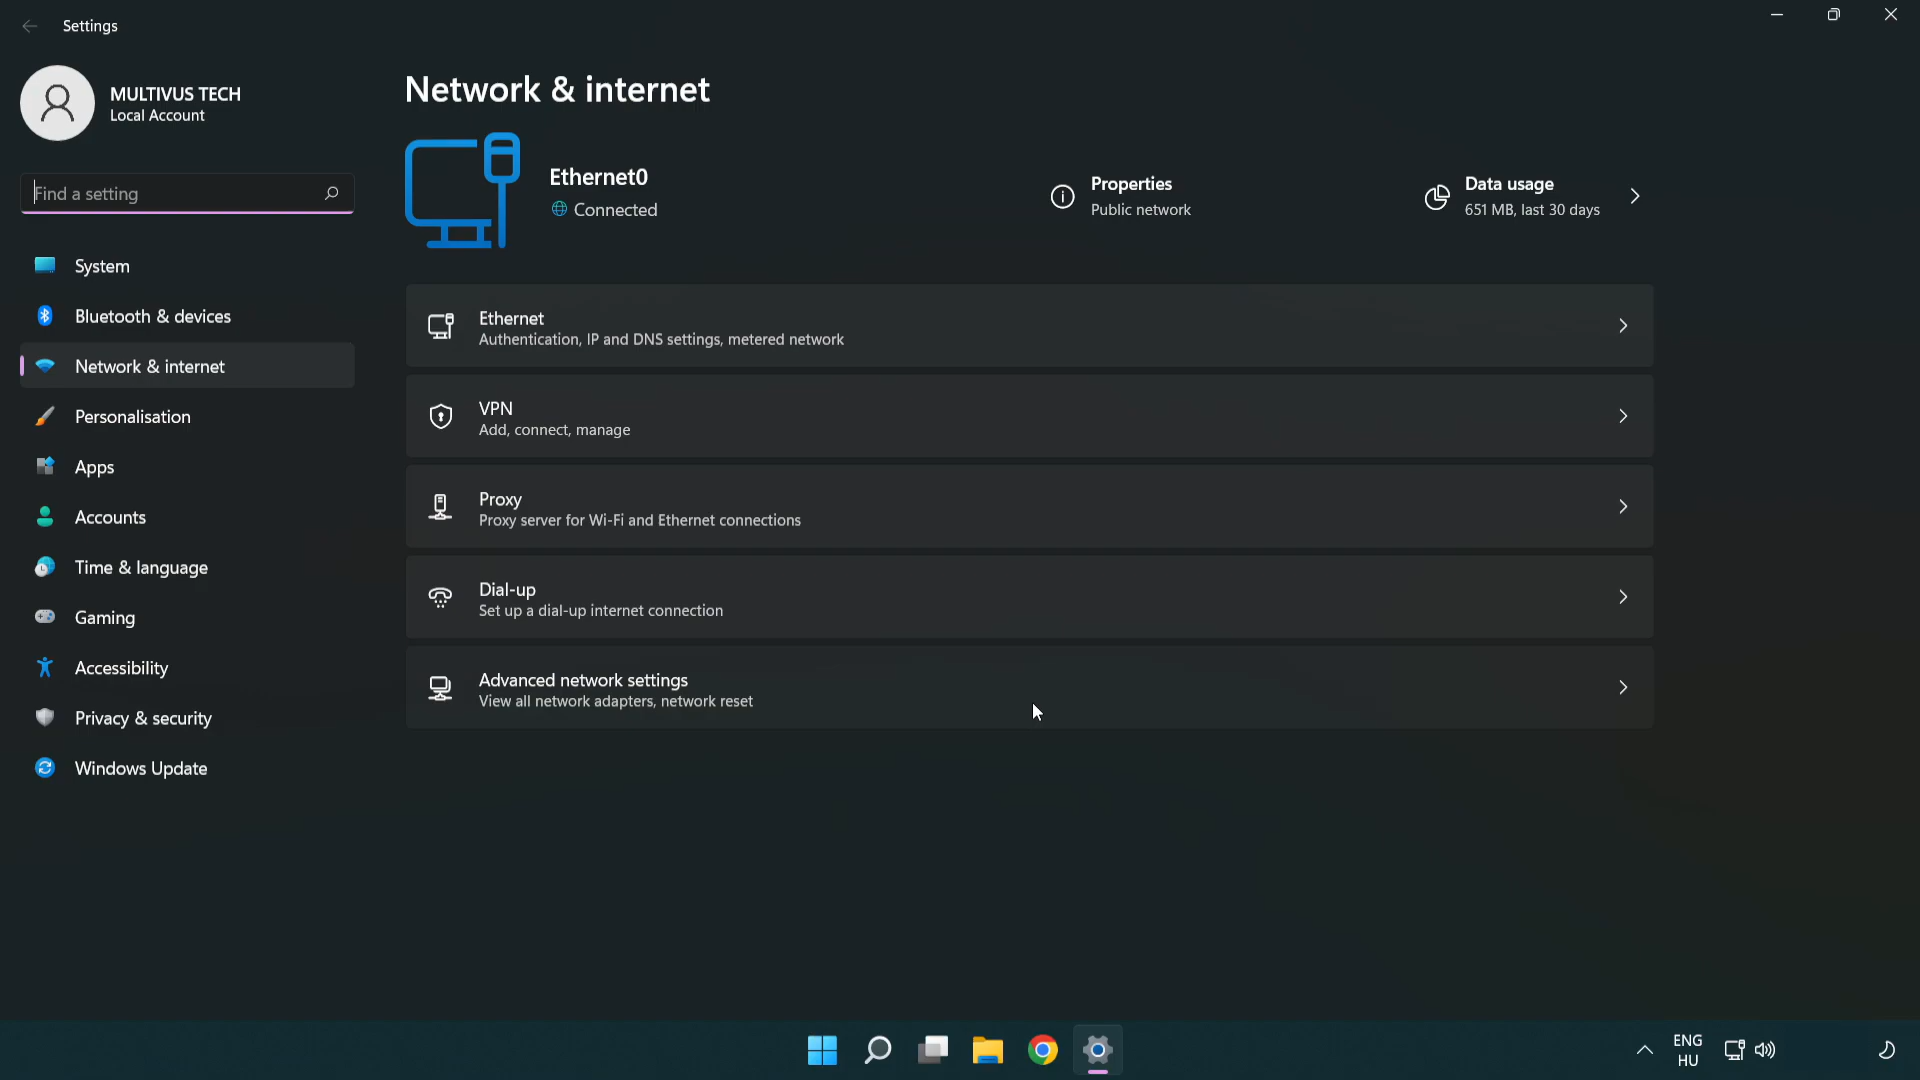 Settings
MULTIVUS TECH
Local Account
Find a setting
System
Bluetooth & devices
Network & internet
Personalisation
Apps
Accounts
Time & language
Gaming
Accessibility
Privacy & security
Windows Update
Network & internet
Ethernet0
Connected
Properties
Public network
Data usage
651 MB, last 30 days
Ethernet
Authentication, IP and DNS settings, metered network
VPN
Add, connect, manage
Proxy
Proxy server for Wi-Fi and Ethernet connections
Dial-up
Set up a dial-up internet connection
Advanced network settings
View all network adapters, network reset
ENG
HU